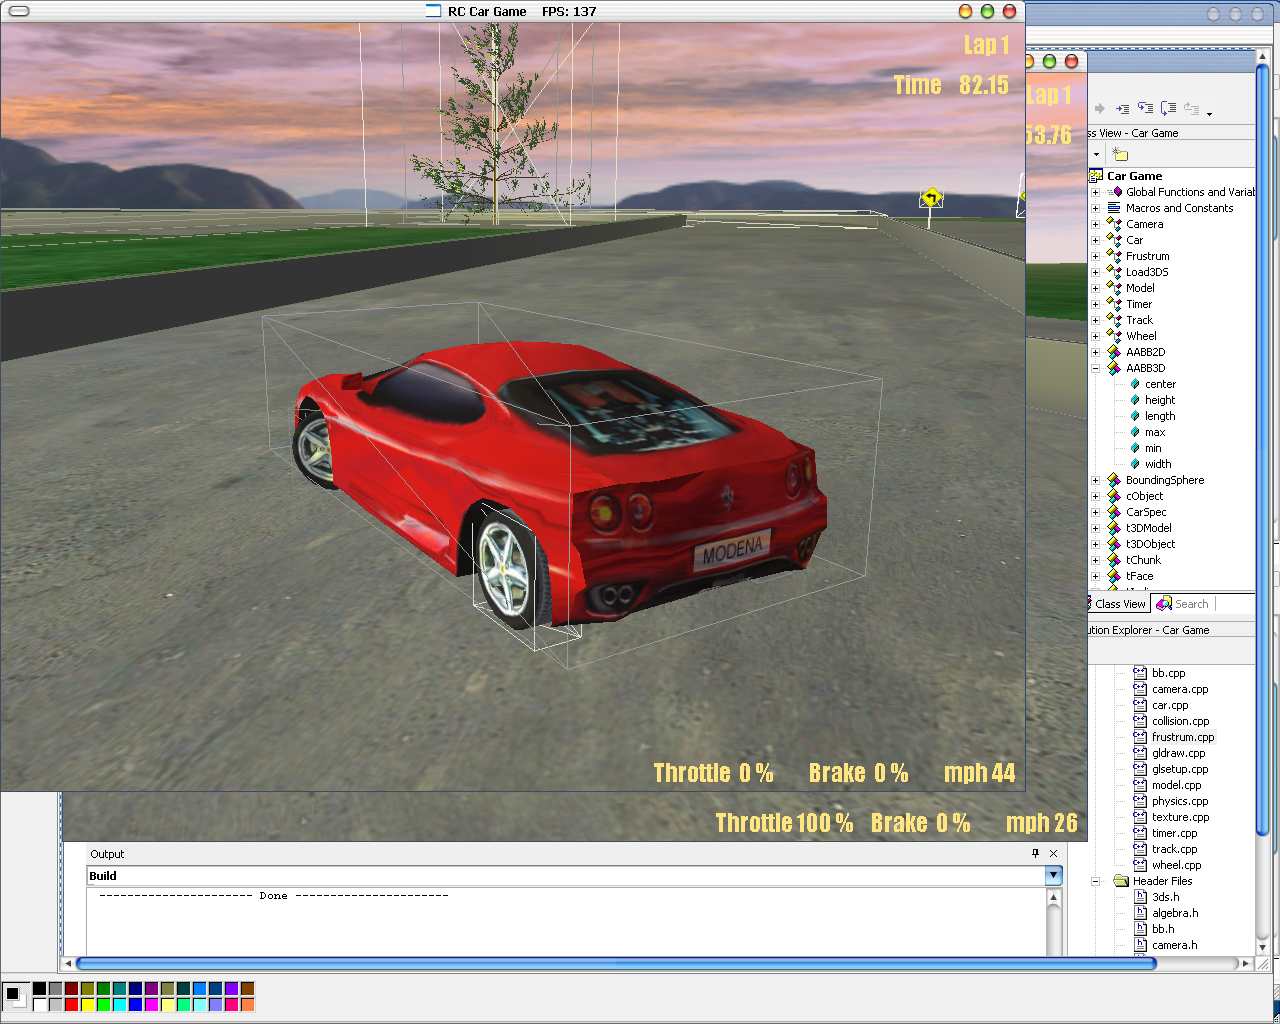 RC Car Game FPS: 137
Lap 1
Time 82.15
Lap 1
53.76
MODENA
Throttle 0 % Brake 0 % mph 44
Throttle 100 % Brake 0 % mph 26
ss View - Car Game
Car Game
Global Functions and Variab
Macros and Constants
Camera
Car
Frustrum
Load3DS
Model
Timer
Track
Wheel
AABB2D
AABB3D
center
height
length
max
min
width
BoundingSphere
cObject
CarSpec
t3DModel
t3DObject
tChunk
tFace
Class View Search
ution Explorer - Car Game
bb.cpp
camera.cpp
car.cpp
collision.cpp
frustrum.cpp
gldraw.cpp
glsetup.cpp
model.cpp
physics.cpp
texture.cpp
timer.cpp
track.cpp
wheel.cpp
Header Files
3ds.h
algebra.h
bb.h
camera.h
Output
Build
---------------------- Done ----------------------